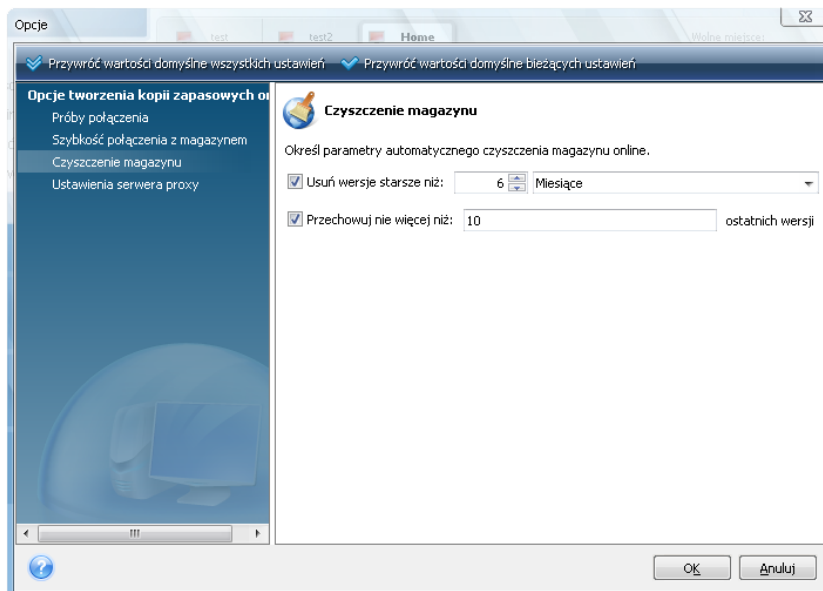 Opcje
test
test2
Home
Wolne miejsce:
Przywróć wartości domyślne wszystkich ustawień
Przywróć wartości domyślne bieżących ustawień
Opcje tworzenia kopii zapasowych
Próby połączenia
Szybkość połączenia z magazynem
Czyszczenie magazynu
Ustawienia serwera proxy
Czyszczenie magazynu
Określ parametry automatycznego czyszczenia magazynu online.
Usuń wersje starsze niż: 6 Miesiące
Przechowuj nie więcej niż: 10 ostatnich wersji
OK
Anuluj